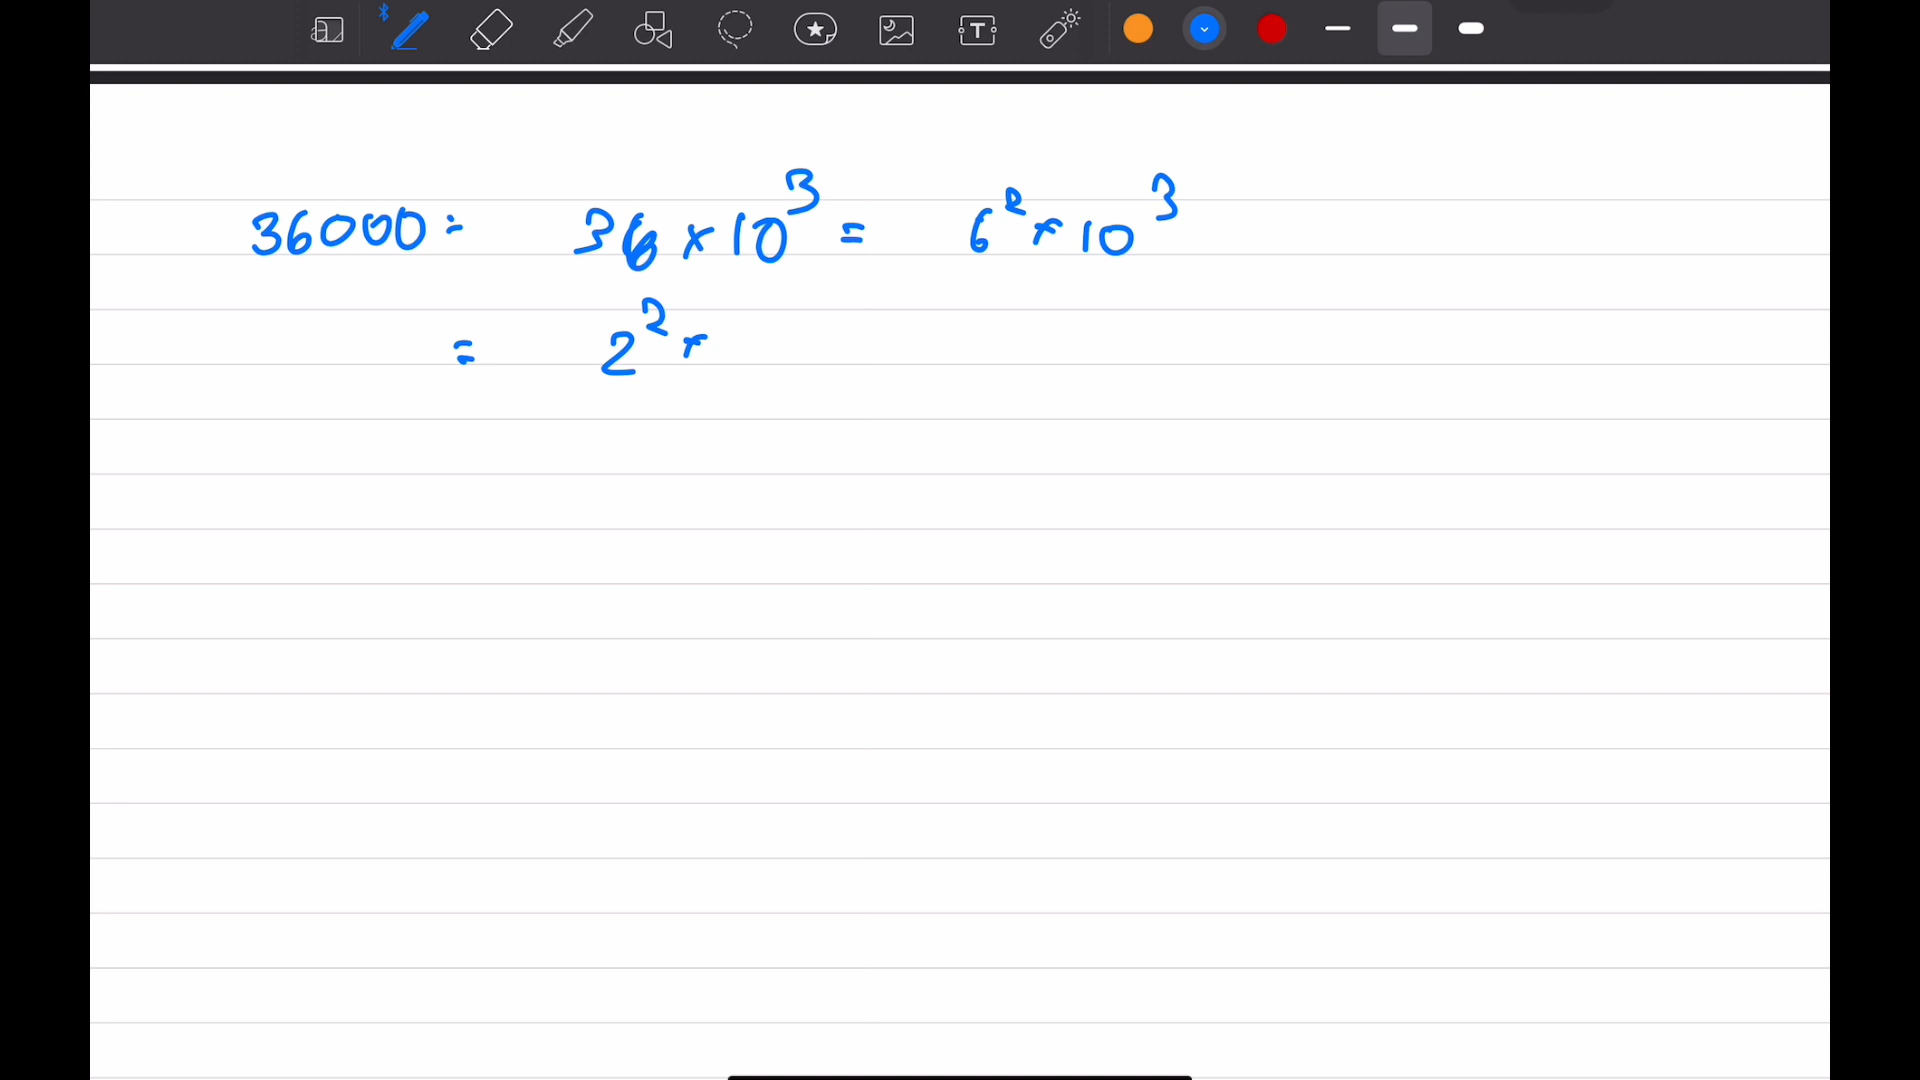 36000 = 36 × 10³ = 6² × 10³
= 2² ×